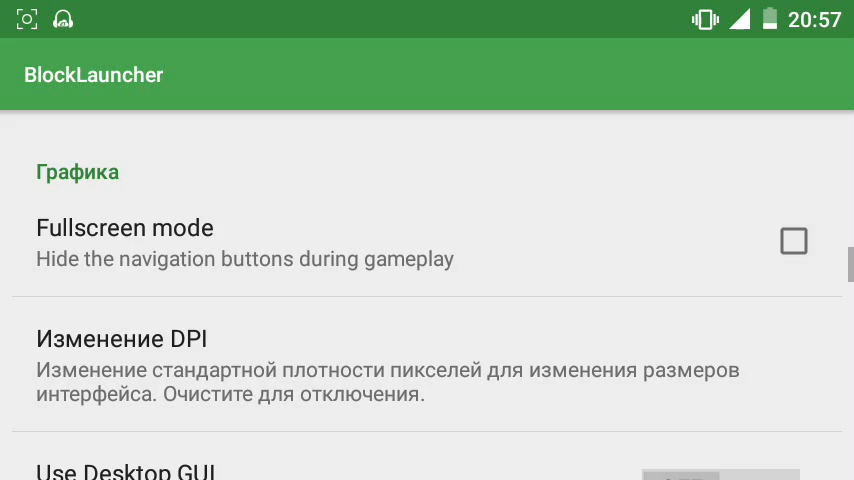 20:57
BlockLauncher
Графика
Fullscreen mode
Hide the navigation buttons during gameplay
Изменение DPI
Изменение стандартной плотности пикселей для изменения размеров
интерфейса. Очистите для отключения.
Use Desktop GUI